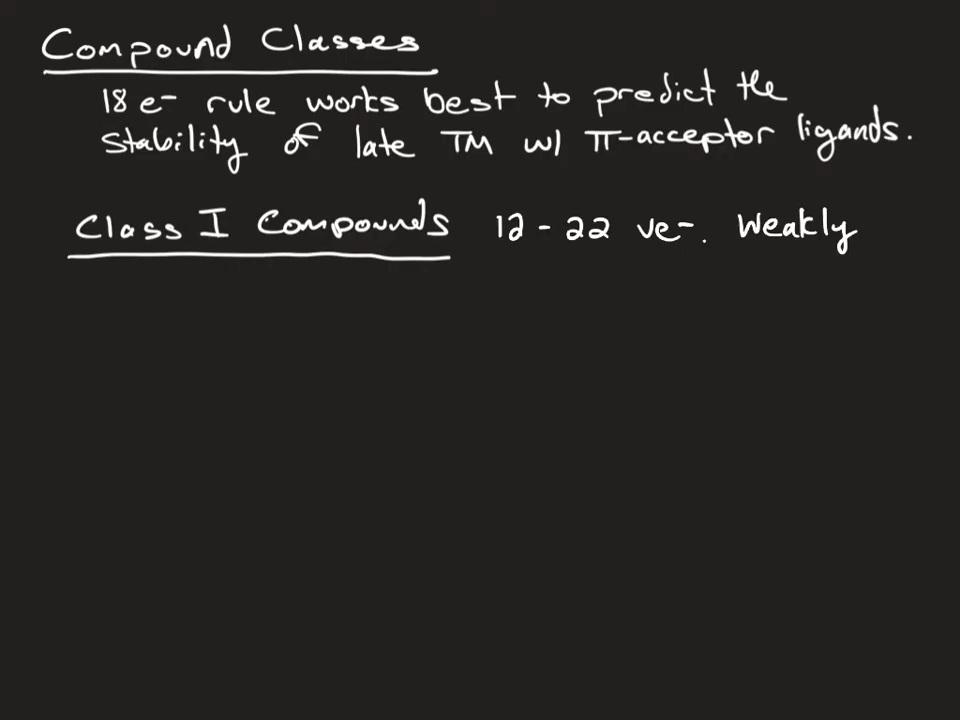 Compound Classes
18 e- rule works best to predict the
stability of late TM w/ π-acceptor ligands.
Class I Compounds 12 - 22 ve-. Weakly